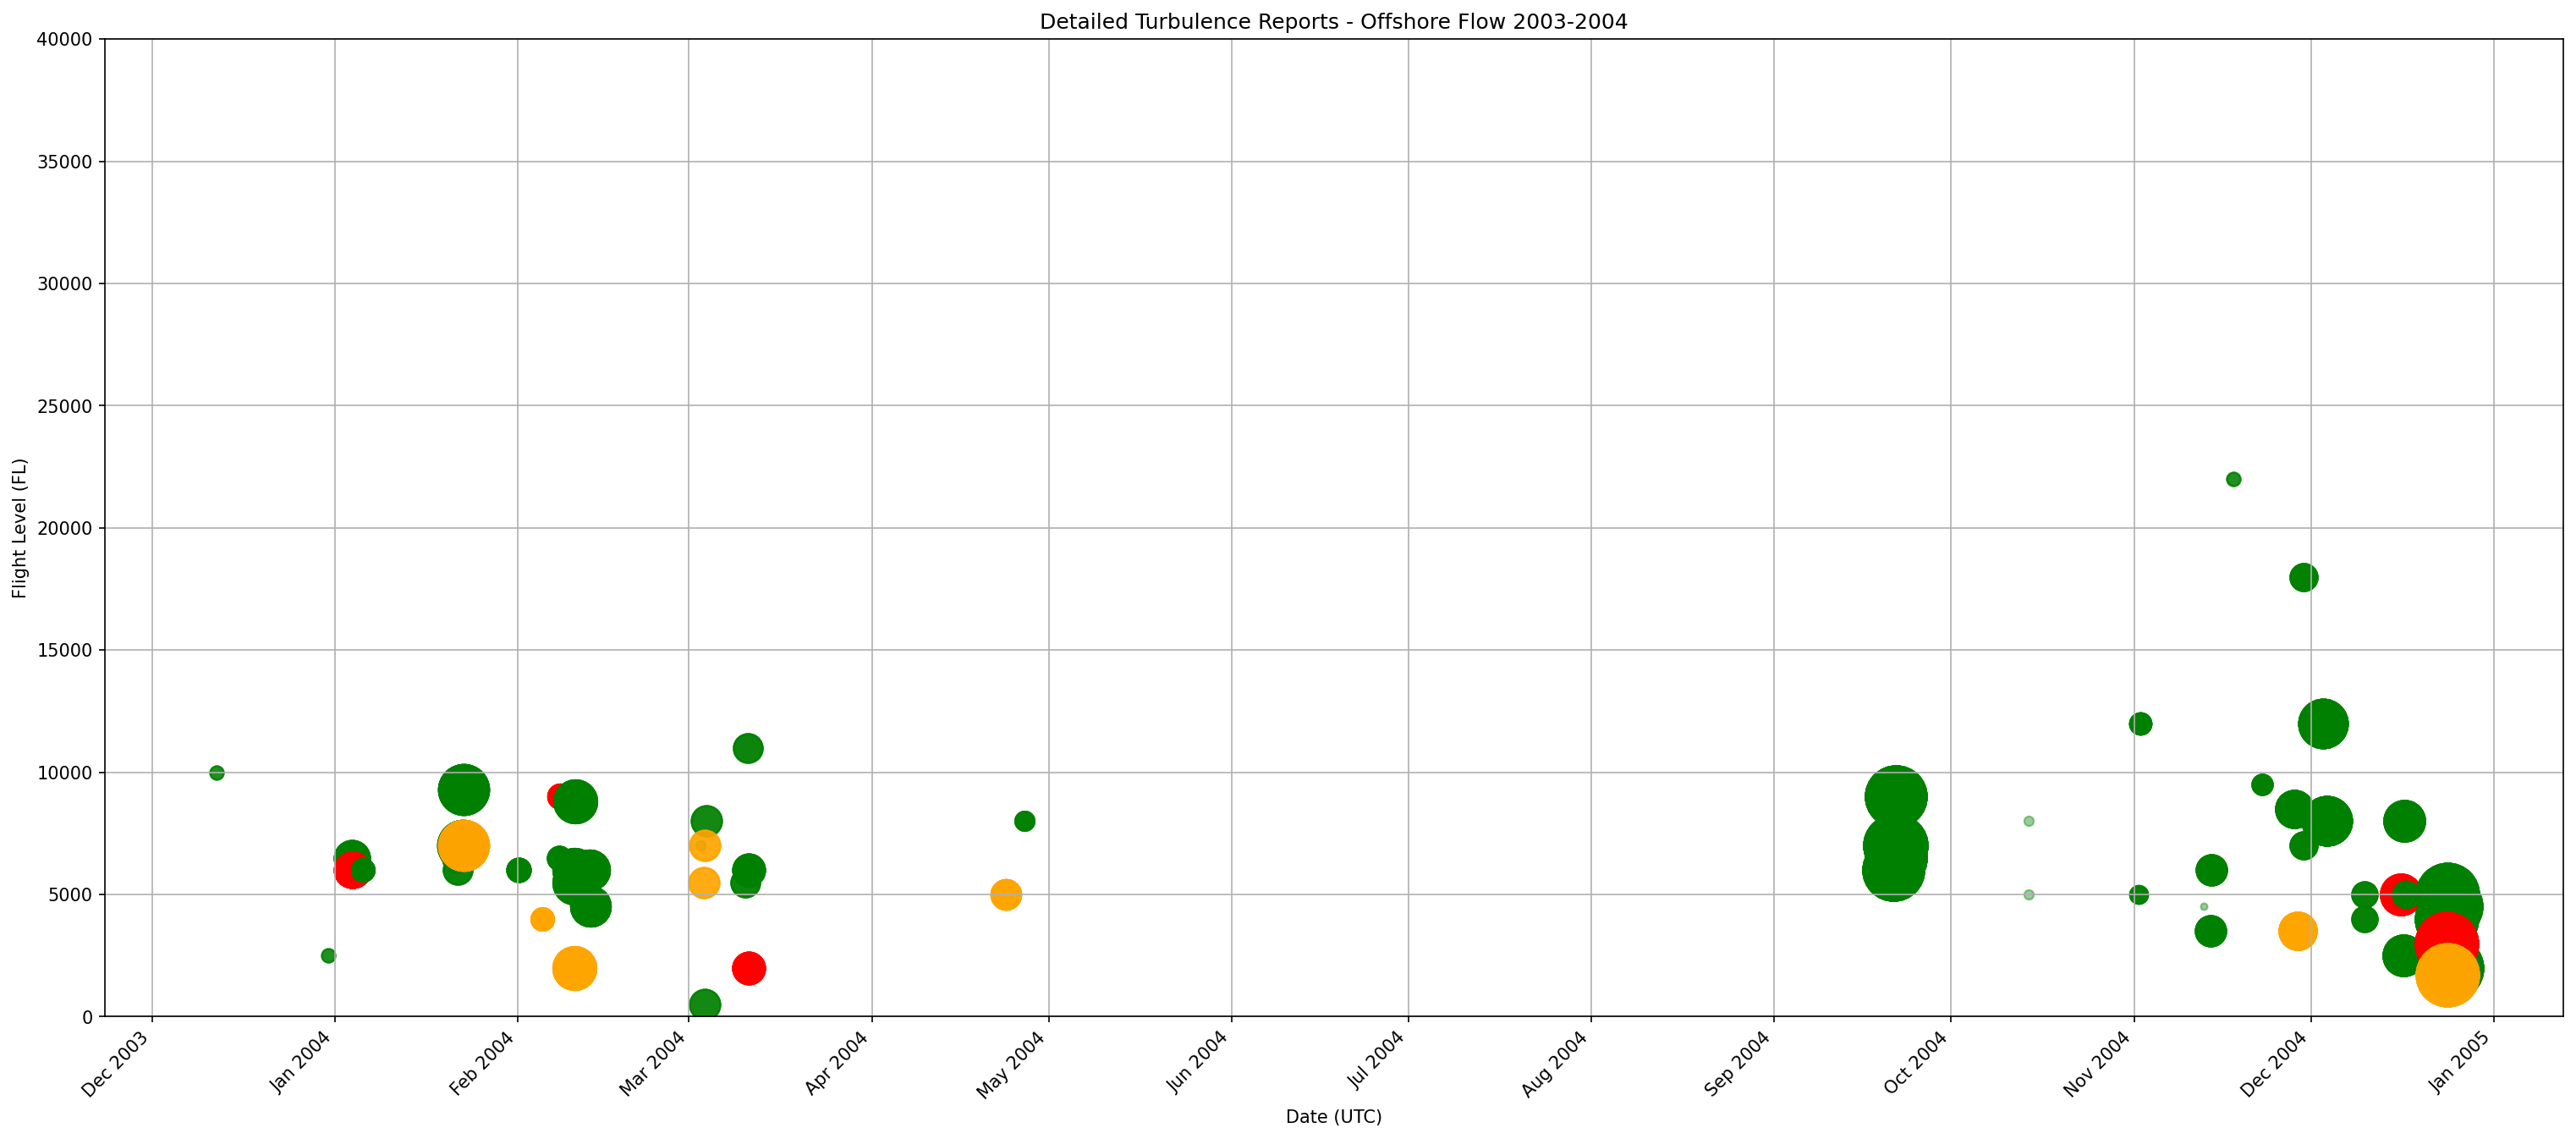 Detailed Turbulence Reports - Offshore Flow 2003-2004
40000
35000
30000
25000
20000
15000
10000
5000
0
Flight Level (FL)
Dec 2003
Jan 2004
Feb 2004
Mar 2004
Apr 2004
May 2004
Jun 2004
Jul 2004
Aug 2004
Sep 2004
Oct 2004
Nov 2004
Dec 2004
Jan 2005
Date (UTC)